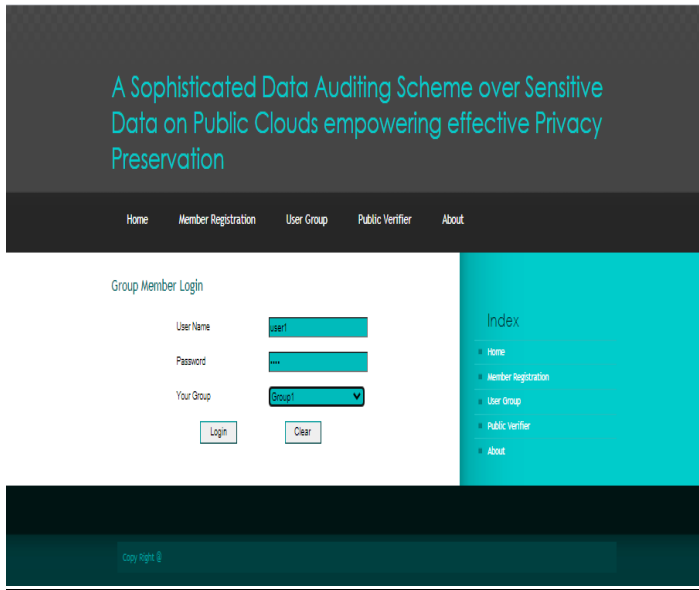 A Sophisticated Data Auditing Scheme over Sensitive
Data on Public Clouds empowering effective Privacy
Preservation
Home Member Registration User Group Public Verifier About
Group Member Login
User Name user1
Password ••••
Your Group Group1
Login Clear
Index
Home
Member Registration
User Group
Public Verifier
About
Copy Right @